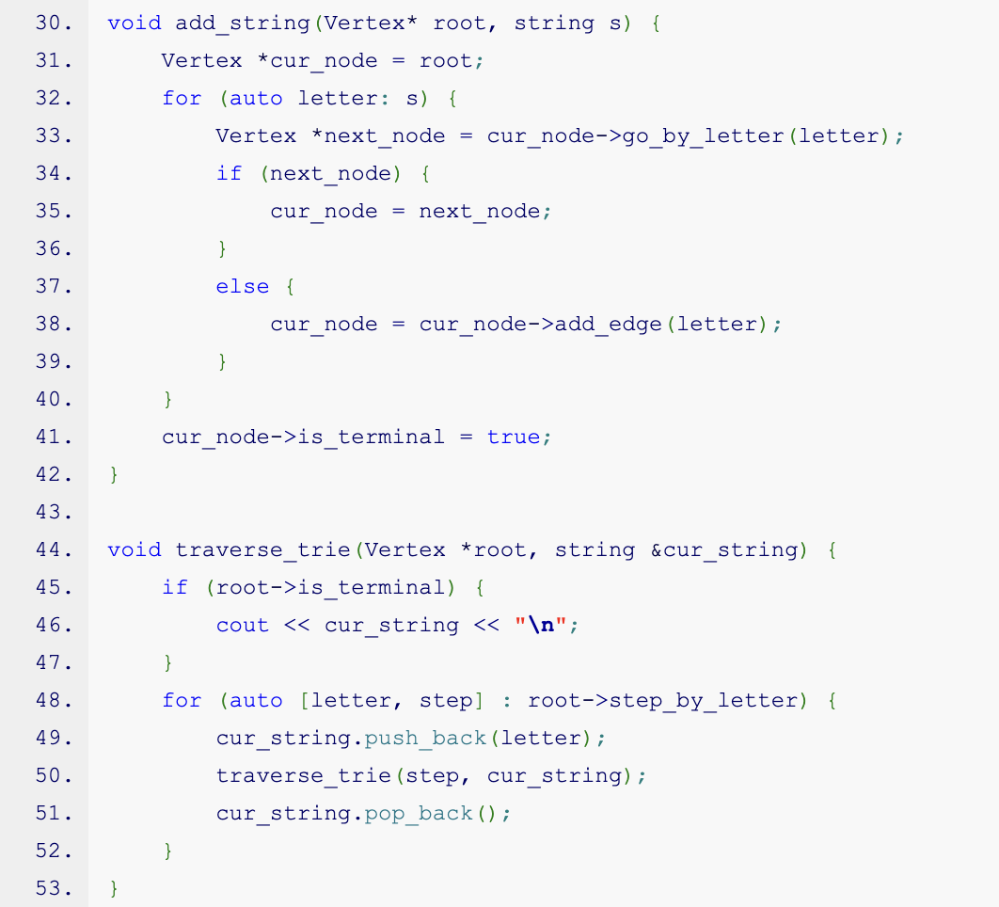 30. void add_string(Vertex* root, string s) {
31.     Vertex *cur_node = root;
32.     for (auto letter: s) {
33.         Vertex *next_node = cur_node->go_by_letter(letter);
34.         if (next_node) {
35.             cur_node = next_node;
36.         }
37.         else {
38.             cur_node = cur_node->add_edge(letter);
39.         }
40.     }
41.     cur_node->is_terminal = true;
42. }
43.
44. void traverse_trie(Vertex *root, string &cur_string) {
45.     if (root->is_terminal) {
46.         cout << cur_string << "\n";
47.     }
48.     for (auto [letter, step] : root->step_by_letter) {
49.         cur_string.push_back(letter);
50.         traverse_trie(step, cur_string);
51.         cur_string.pop_back();
52.     }
53. }